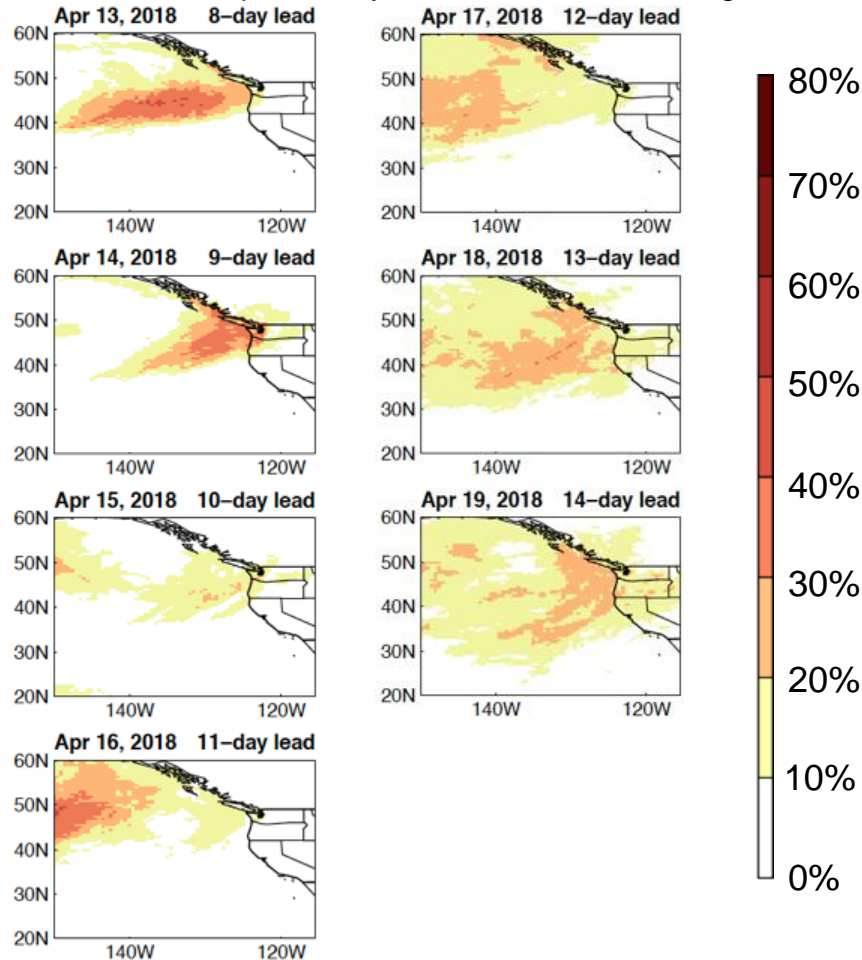 Apr 13, 2018 8−day lead
60N
50N
40N
30N
20N
140W 120W
Apr 14, 2018 9−day lead
60N
50N
40N
30N
20N
140W 120W
Apr 15, 2018 10−day lead
60N
50N
40N
30N
20N
140W 120W
Apr 16, 2018 11−day lead
60N
50N
40N
30N
20N
140W 120W
Apr 17, 2018 12−day lead
60N
50N
40N
30N
20N
140W 120W
Apr 18, 2018 13−day lead
60N
50N
40N
30N
20N
140W 120W
Apr 19, 2018 14−day lead
60N
50N
40N
30N
20N
140W 120W
80%
70%
60%
50%
40%
30%
20%
10%
0%